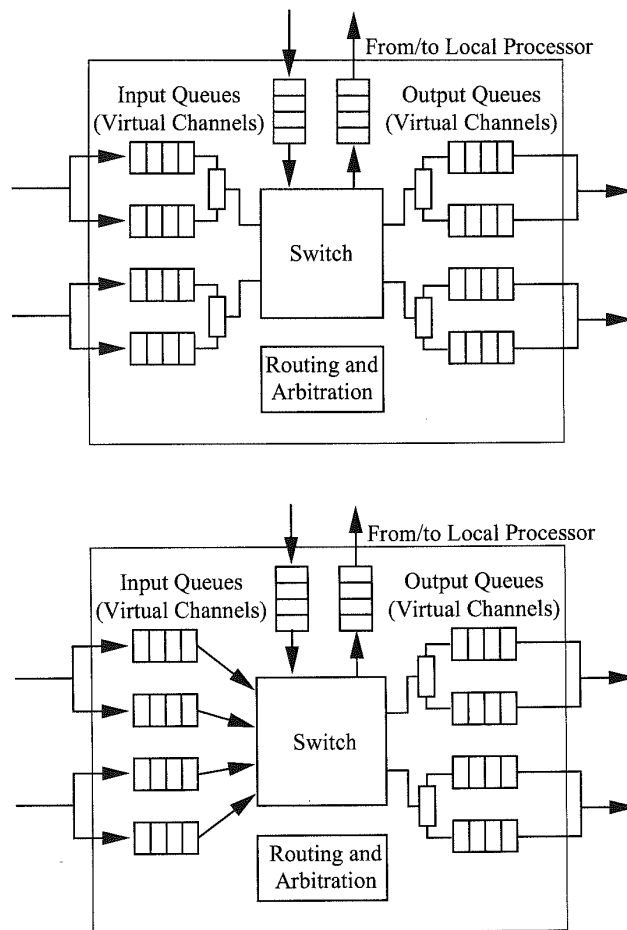 From/to Local Processor
Input Queues
(Virtual Channels)
Output Queues
(Virtual Channels)
Switch
Routing and
Arbitration
From/to Local Processor
Input Queues
(Virtual Channels)
Output Queues
(Virtual Channels)
Switch
Routing and
Arbitration